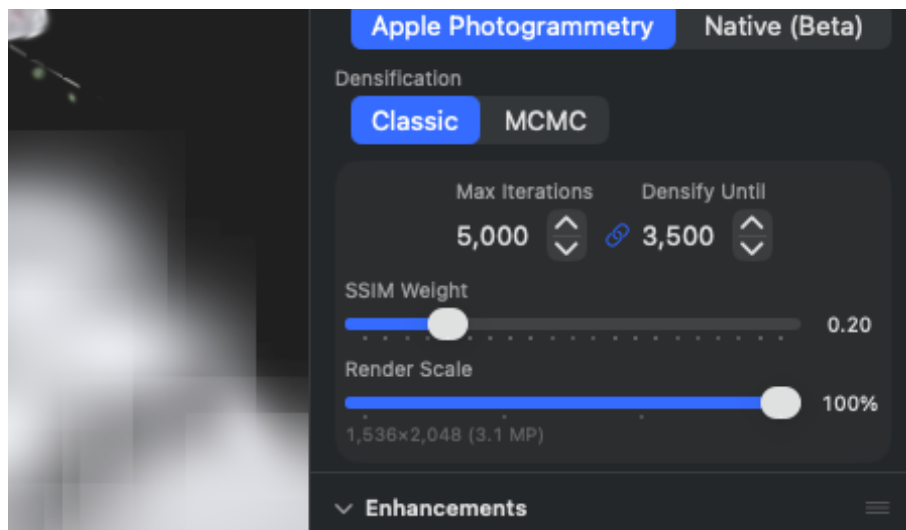 Apple Photogrammetry Native (Beta)
Densification
Classic MCMC
Max Iterations Densify Until
5,000 3,500
SSIM Weight
0.20
Render Scale
100%
1,536×2,048 (3.1 MP)
Enhancements